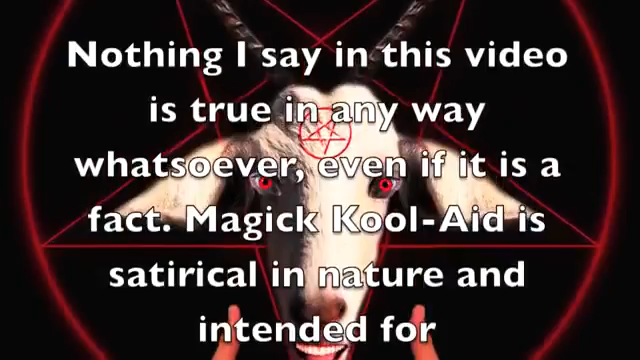 Nothing I say in this video
is true in any way
whatsoever, even if it is a
fact. Magick Kool-Aid is
satirical in nature and
intended for